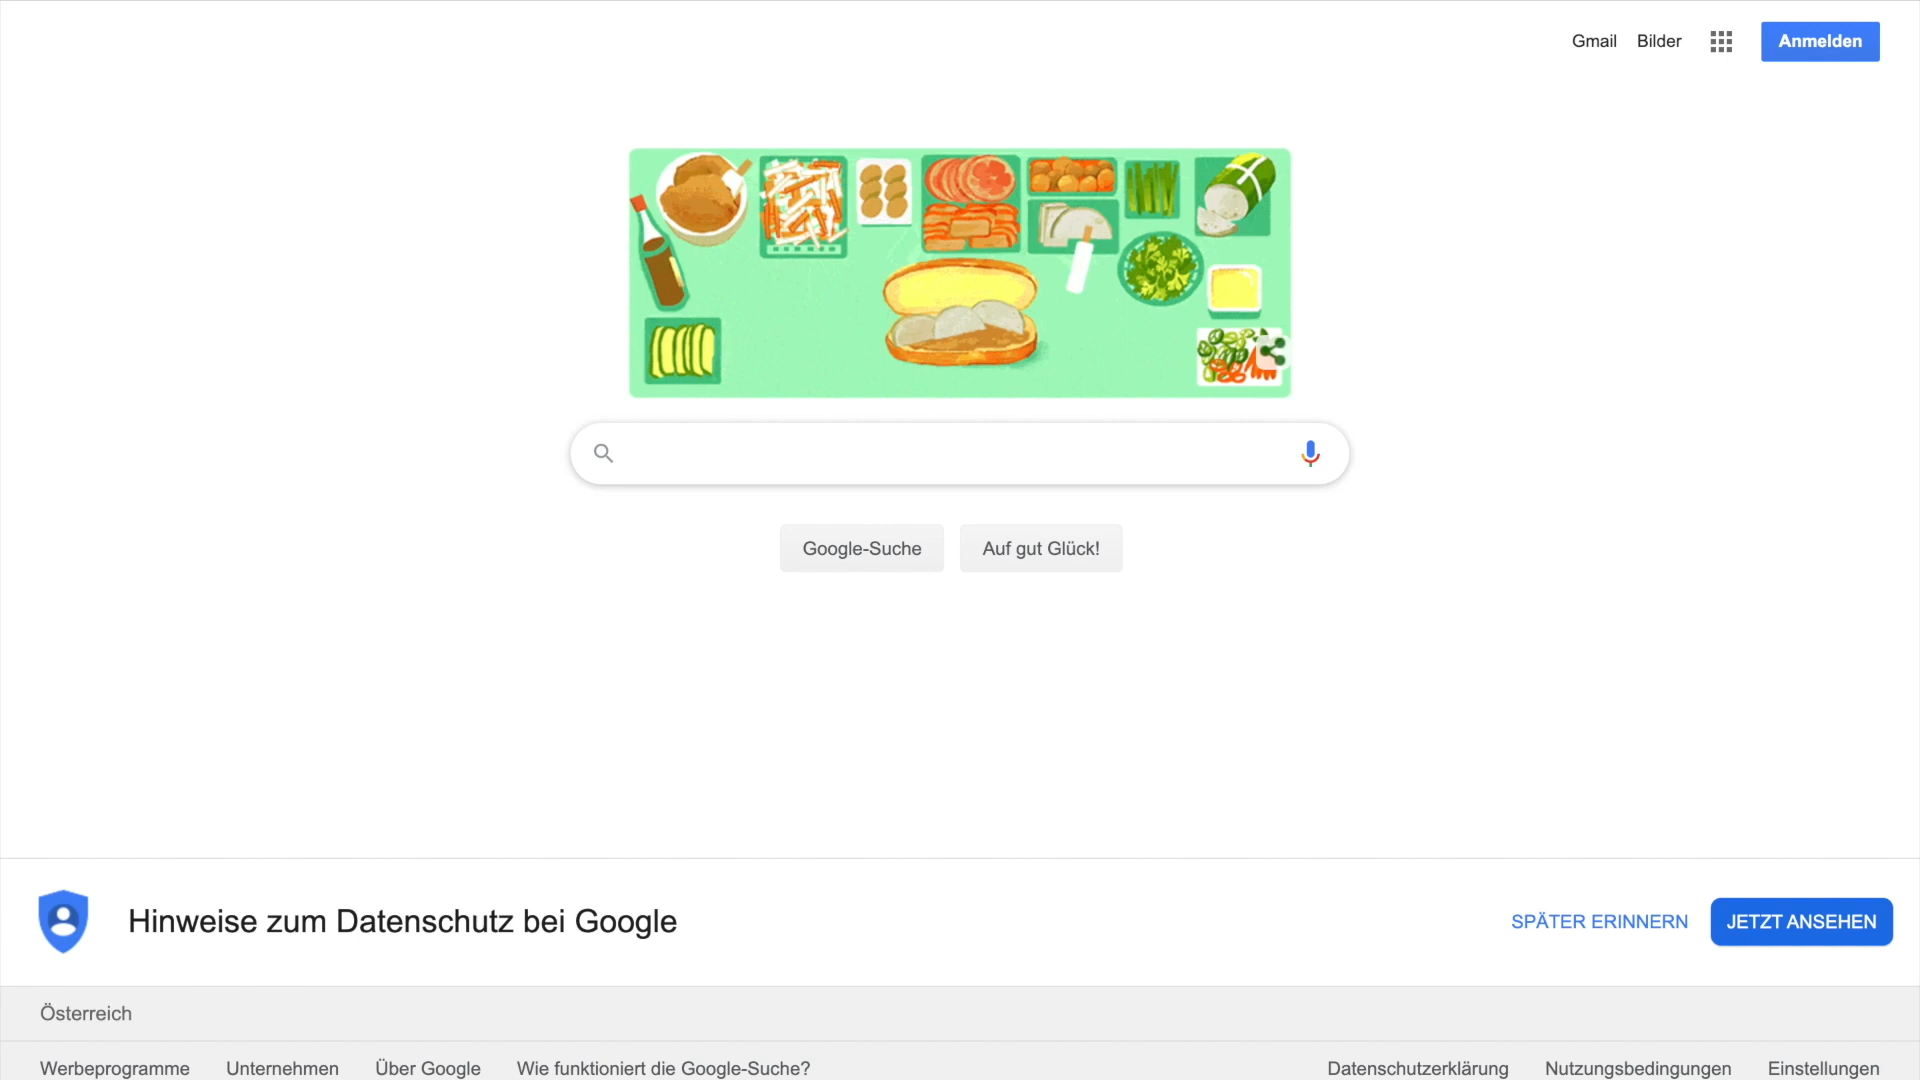 Gmail Bilder Anmelden
Google-Suche Auf gut Glück!
Hinweise zum Datenschutz bei Google SPÄTER ERINNERN JETZT ANSEHEN
Österreich
Werbeprogramme Unternehmen Über Google Wie funktioniert die Google-Suche? Datenschutzerklärung Nutzungsbedingungen Einstellungen